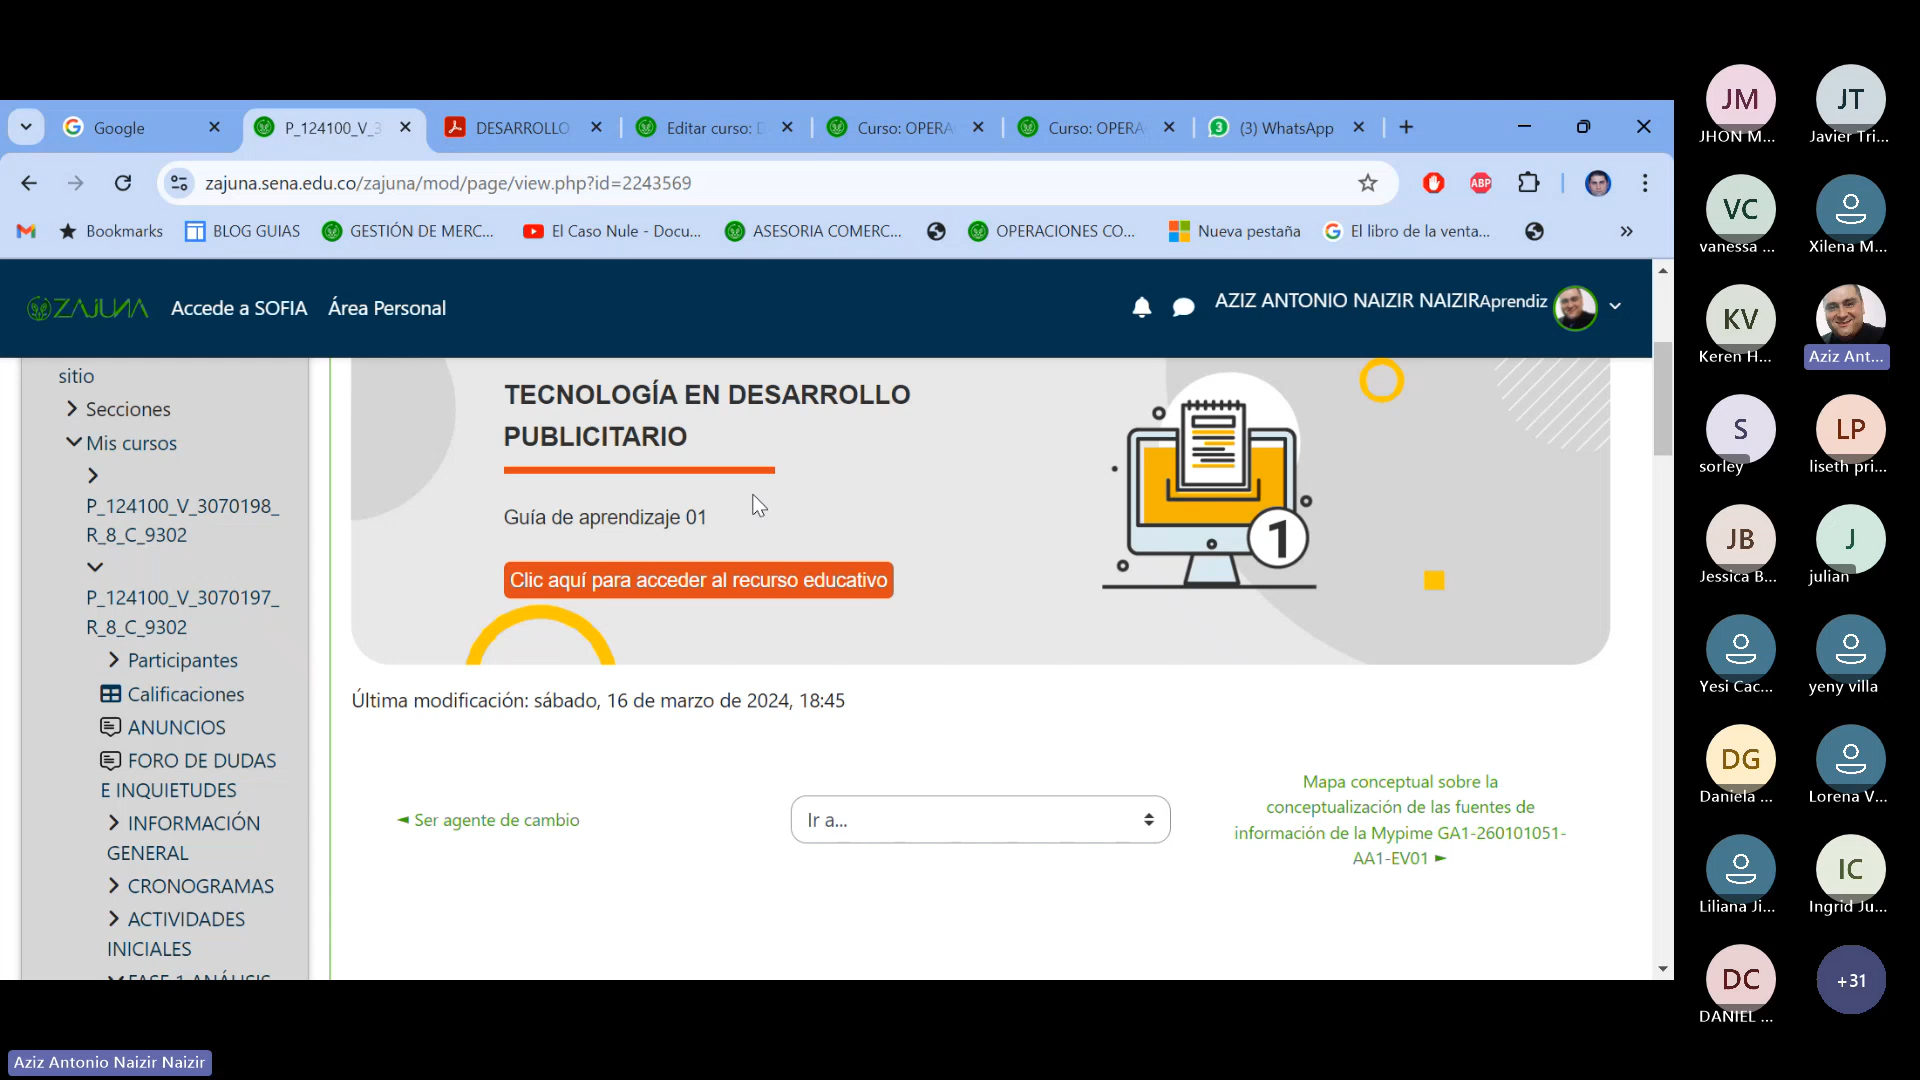 Google
P_124100_V_3
DESARROLLO
Editar curso: D
Curso: OPERA
Curso: OPERA
3
(3) WhatsApp
zajuna.sena.edu.co/zajuna/mod/page/view.php?id=2243569
ABP
Bookmarks
BLOG GUIAS
GESTIÓN DE MERC...
El Caso Nule - Docu...
ASESORIA COMERC...
OPERACIONES CO...
Nueva pestaña
El libro de la venta...
ZAJUNA
Accede a SOFIA
Área Personal
AZIZ ANTONIO NAIZIR NAIZIRAprendiz
sitio
Secciones
Mis cursos
P_124100_V_3070198_
R_8_C_9302
P_124100_V_3070197_
R_8_C_9302
Participantes
Calificaciones
ANUNCIOS
FORO DE DUDAS
E INQUIETUDES
INFORMACIÓN
GENERAL
CRONOGRAMAS
ACTIVIDADES
INICIALES
FASE 1 ANÁLISIS
TECNOLOGÍA EN DESARROLLO
PUBLICITARIO
Guía de aprendizaje 01
Clic aquí para acceder al recurso educativo
1
Última modificación: sábado, 16 de marzo de 2024, 18:45
◄ Ser agente de cambio
Ir a...
Mapa conceptual sobre la
conceptualización de las fuentes de
información de la Mypime GA1-260101051-
AA1-EV01 ►
JM
JHON M...
JT
Javier Tri...
VC
vanessa ...
Xilena M...
KV
Keren H...
Aziz Ant...
S
sorley
LP
liseth pri...
JB
Jessica B...
J
julian
Yesi Cac...
yeny villa
DG
Daniela ...
Lorena V...
Liliana Ji...
IC
Ingrid Ju...
DC
DANIEL ...
+31
Aziz Antonio Naizir Naizir